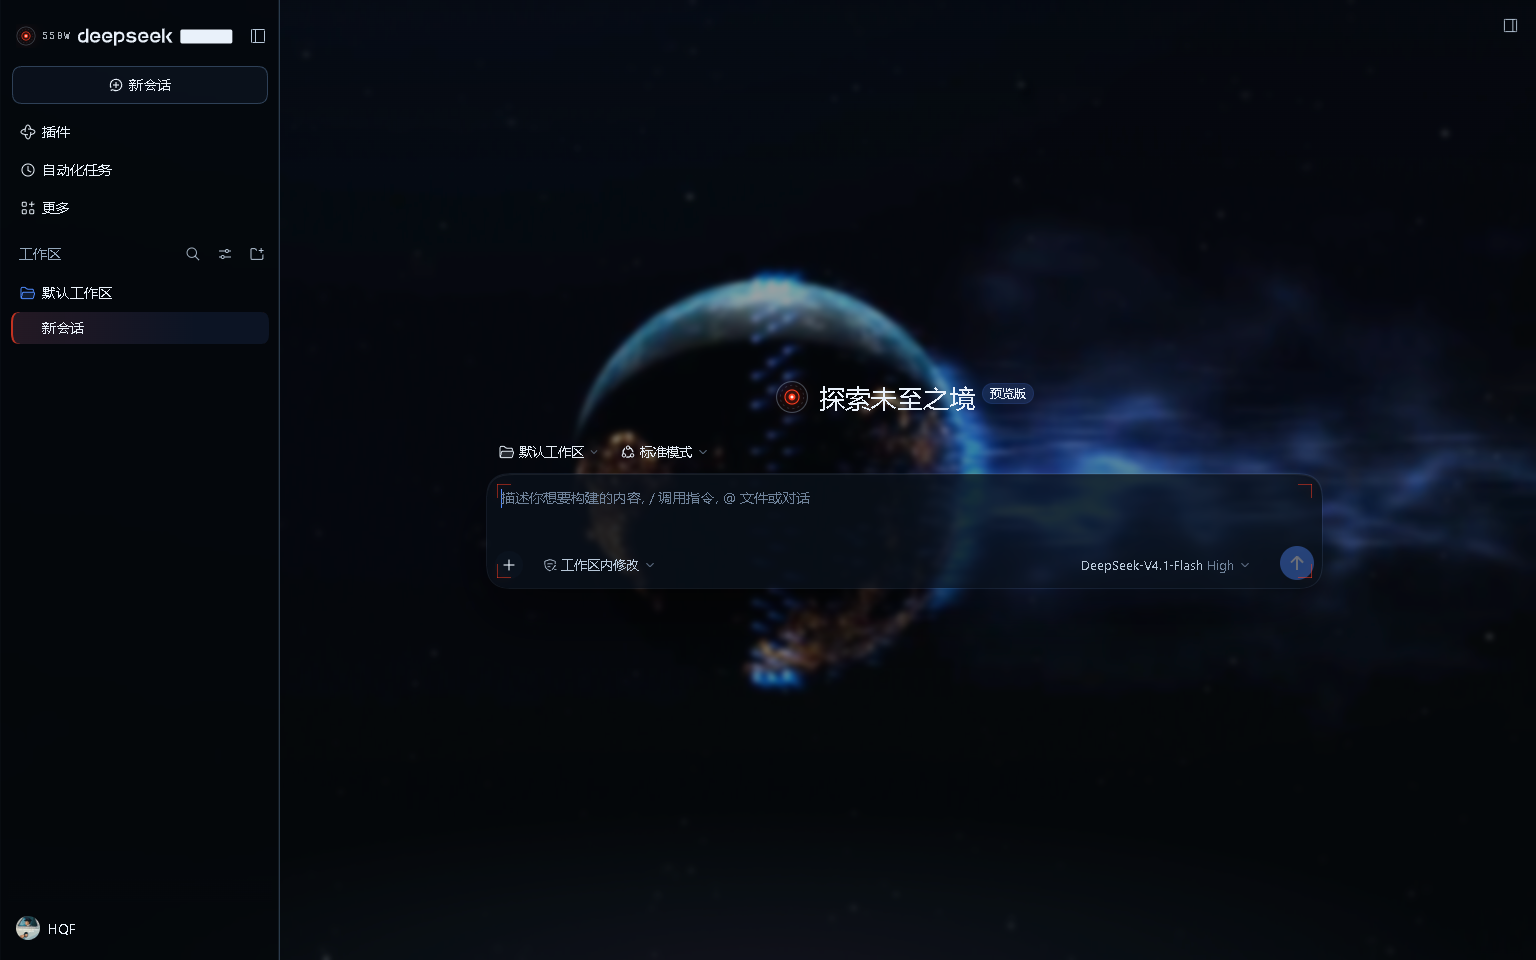 550W deepseek
新会话
插件
自动化任务
更多
工作区
默认工作区
新会话
探索未至之境 预览版
默认工作区 标准模式
描述你想要构建的内容, / 调用指令, @ 文件或对话
工作区内修改 DeepSeek-V4.1-Flash High
HQF